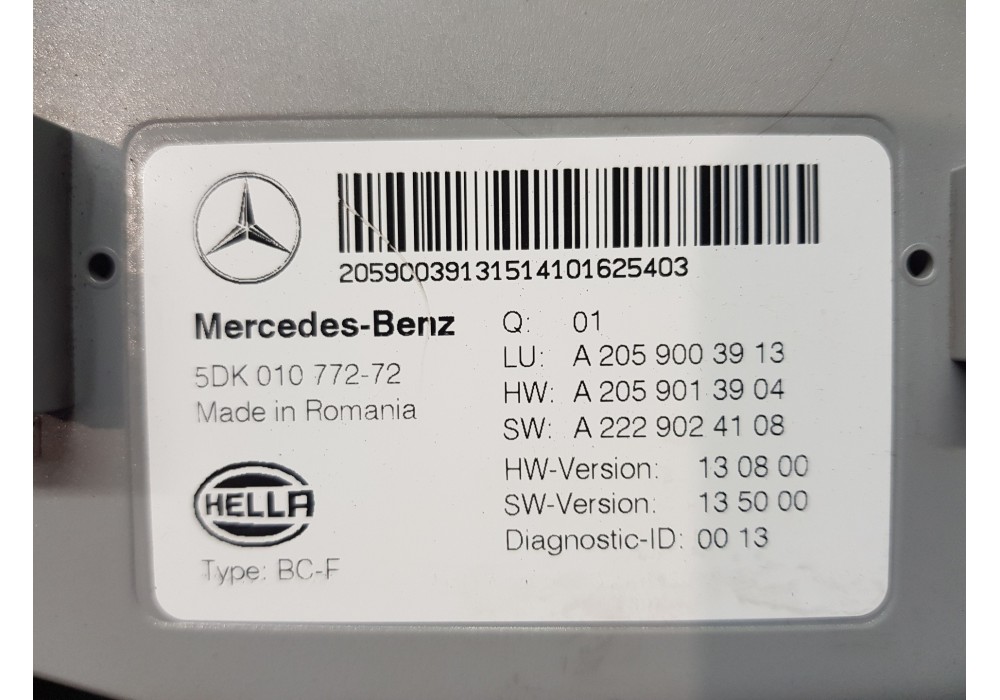 20590039131514101625403
Mercedes-Benz
5DK 010 772-72
Made in Romania
HELLA
Type: BC-F
Q: 01
LU: A 205 900 39 13
HW: A 205 901 39 04
SW: A 222 902 41 08
HW-Version: 13 08 00
SW-Version: 13 50 00
Diagnostic-ID: 00 13